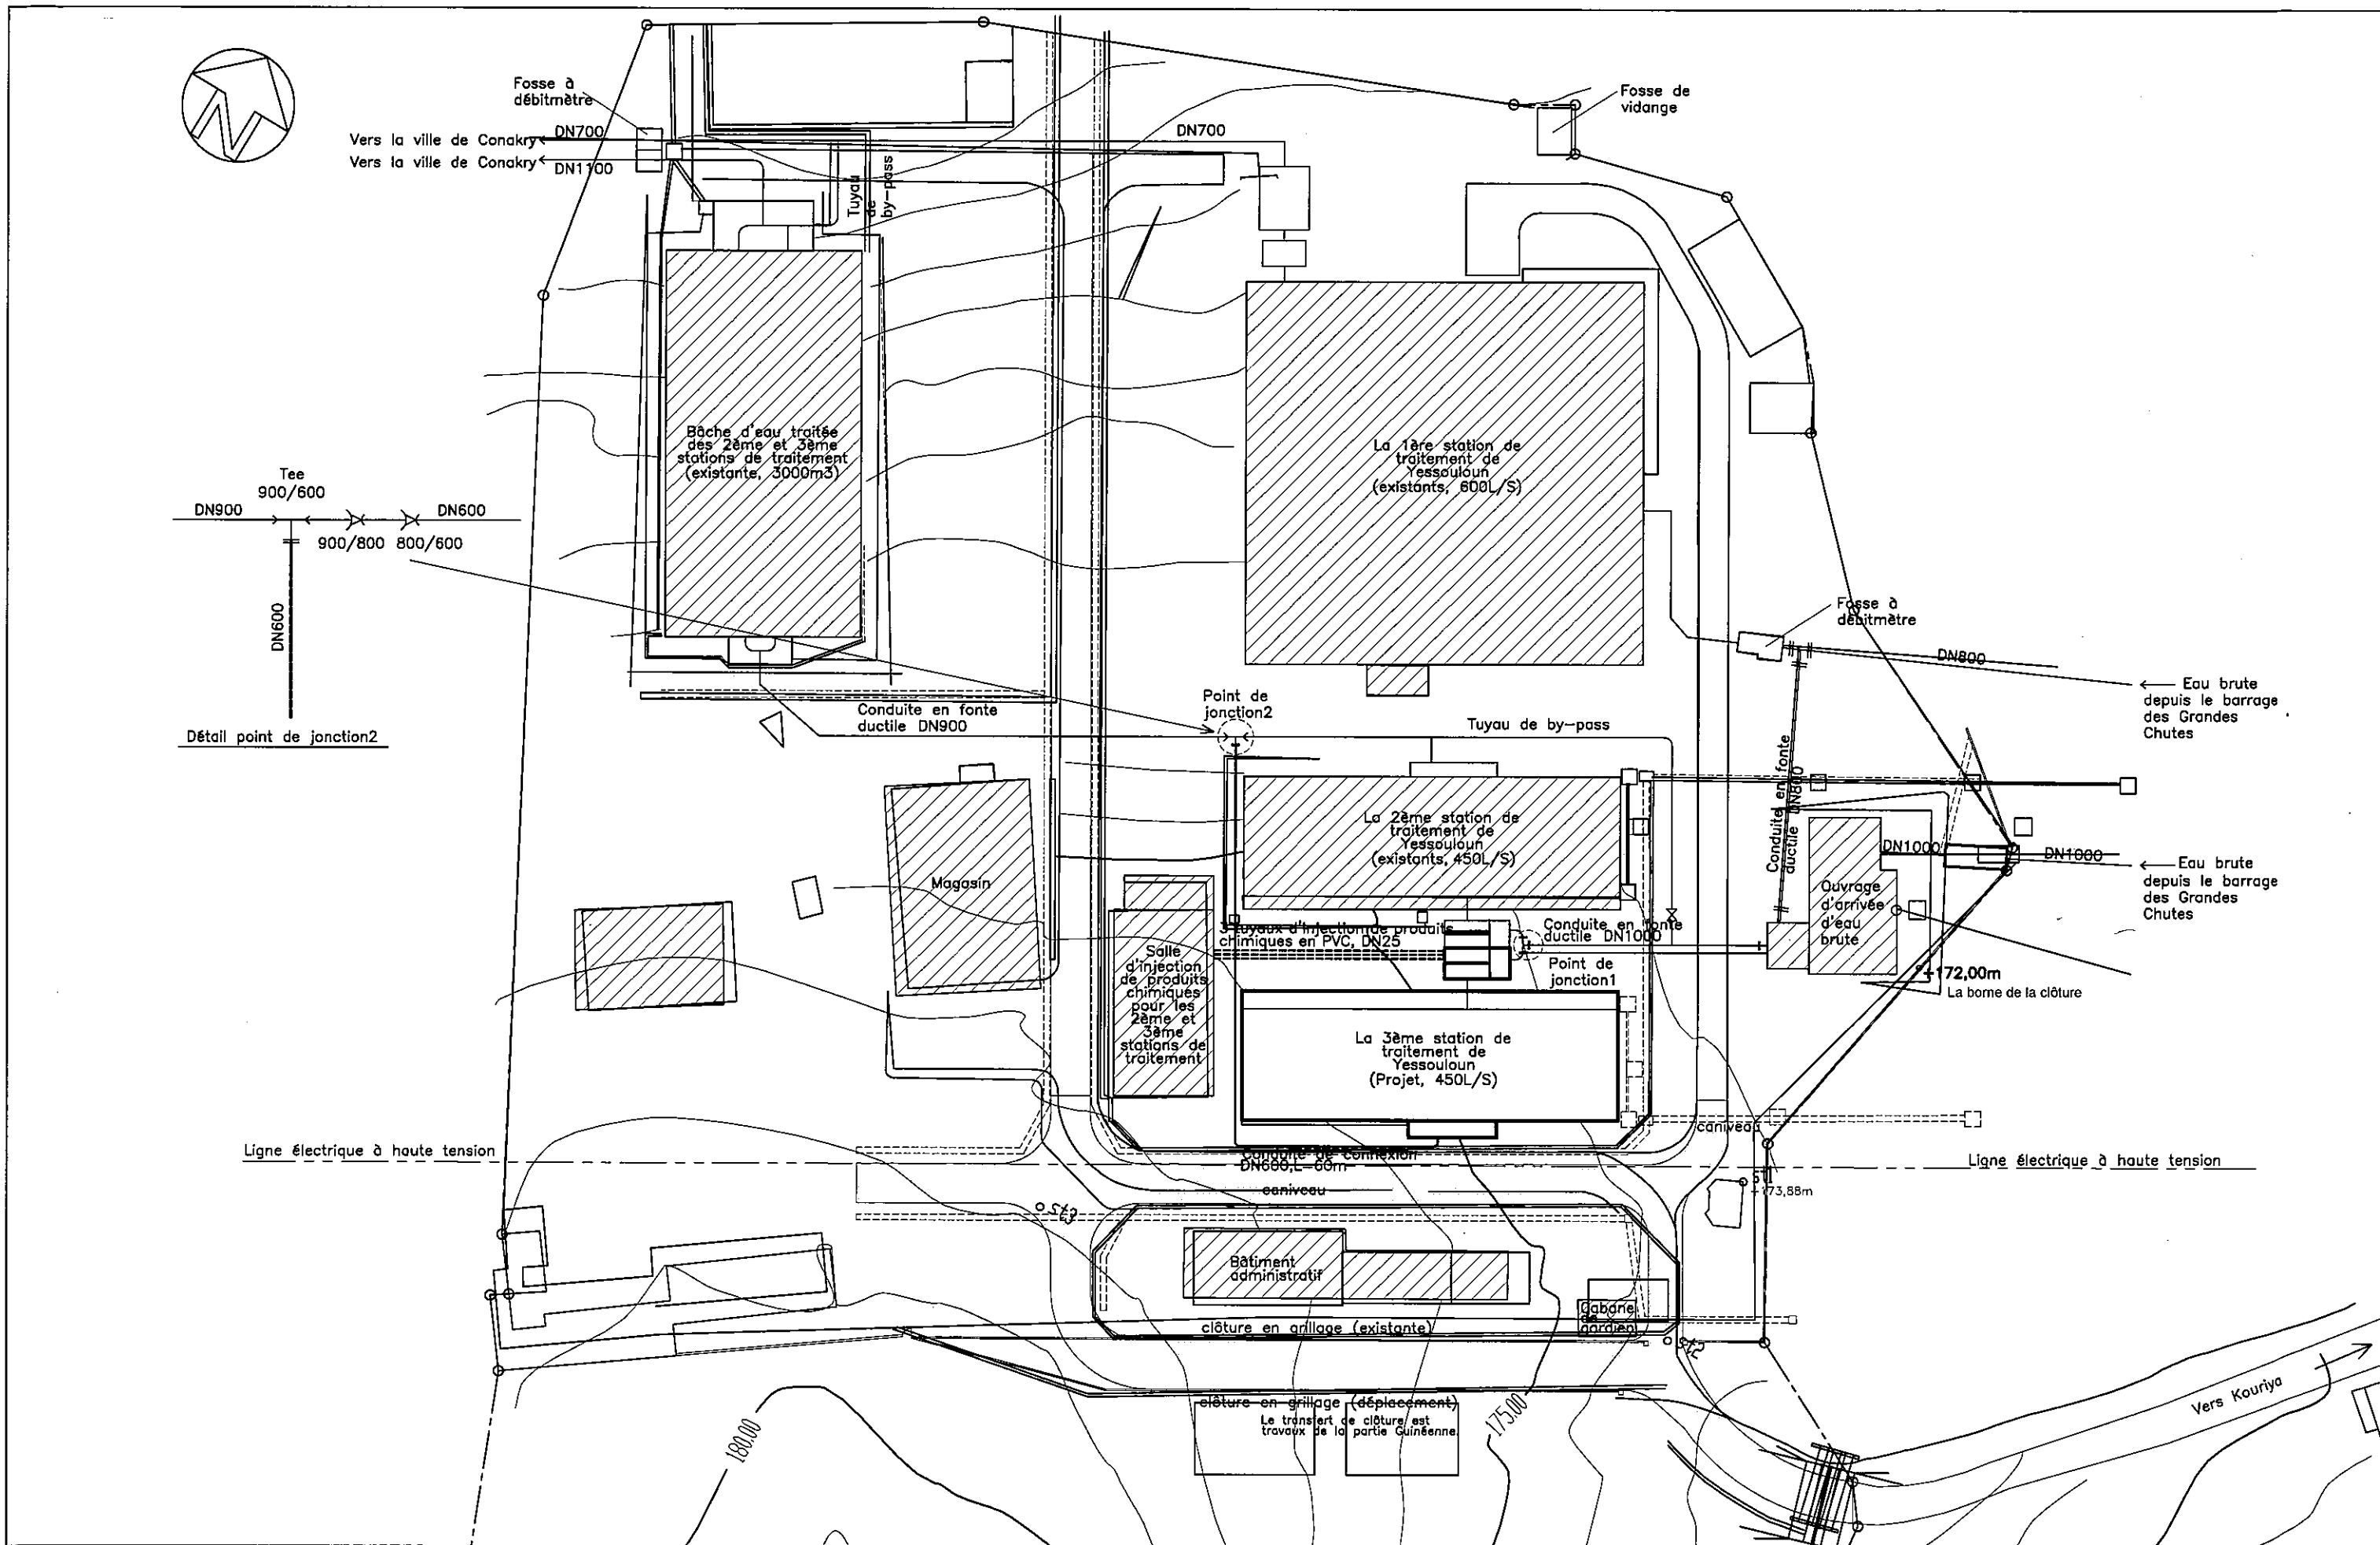 Fosse à
débitmètre
Vers la ville de Conakry
DN700
Vers la ville de Conakry
DN1100
Tuyau
de
by-pass
DN700
Fosse de
vidange
Bâche d'eau traitée
des 2ème et 3ème
stations de traitement
(existante, 3000m3)
La 1ère station de
traitement de
Yessouloun
(existants, 600L/S)
Tee
900/600
DN900
DN600
900/800
800/600
DN600
Détail point de jonction2
Fosse à
débitmètre
DN800
Eau brute
depuis le barrage
des Grandes
Chutes
Point de
jonction2
Conduite en fonte
ductile DN900
Tuyau de by-pass
Conduite en fonte
ductile DN800
La 2ème station de
traitement de
Yessouloun
(existants, 450L/S)
DN1000
DN1000
Eau brute
depuis le barrage
des Grandes
Chutes
Magasin
Ouvrage
d'arrivée
d'eau
brute
3 tuyaux d'injection de produits
chimiques en PVC, DN25
Conduite en fonte
ductile DN1000
Point de
jonction1
Salle
d'injection
de produits
chimiques
pour les
2ème et
3ème
stations de
traitement
+172,00m
La borne de la clôture
La 3ème station de
traitement de
Yessouloun
(Projet, 450L/S)
caniveau
Ligne électrique à haute tension
Conduite de connexion
DN600,L=60m
Ligne électrique à haute tension
caniveau
ST1
+173,88m
ST3
Bâtiment
administratif
Cabane
de
gardien
clôture en grillage (existante)
ST2
clôture en grillage (déplacement)
Le transfert de clôture est
travaux de la partie Guinéenne.
180.00
175.00
Vers Kouriya